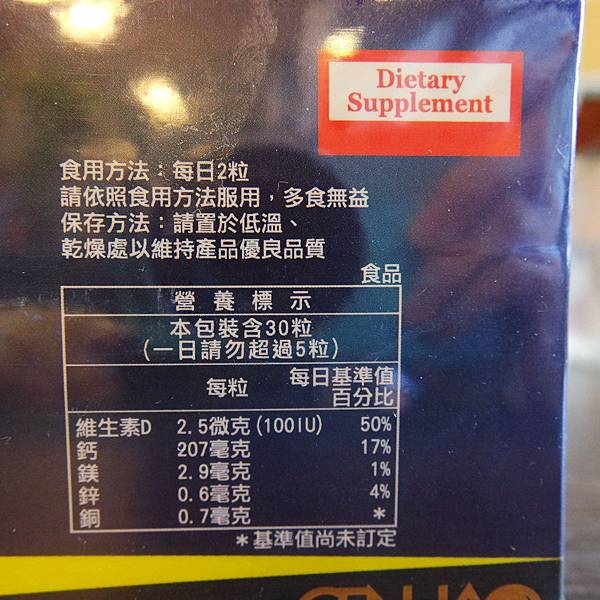 Dietary
Supplement
食用方法：每日2粒
請依照食用方法服用，多食無益
保存方法：請置於低溫、
乾燥處以維持產品優良品質
食品
營養標示
本包裝含30粒
(一日請勿超過5粒)
每粒 每日基準值
百分比
維生素D 2.5微克(100IU) 50%
鈣 207毫克 17%
鎂 2.9毫克 1%
鋅 0.6毫克 4%
銅 0.7毫克 *
*基準值尚未訂定